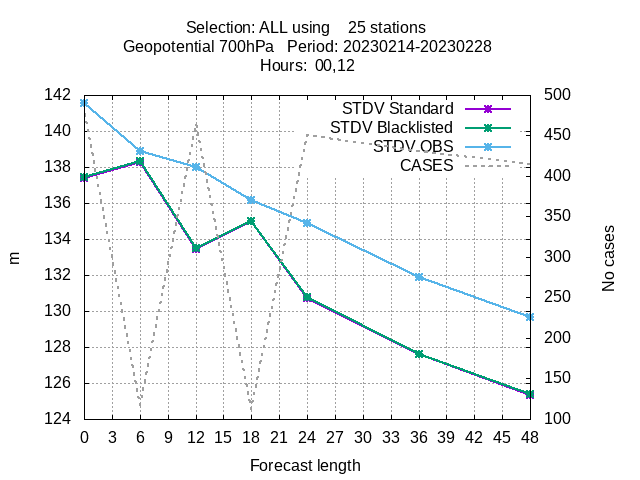 Selection: ALL using    25 stations
Geopotential 700hPa   Period: 20230214-20230228
Hours:  00,12
142 500
STDV Standard
140 450
STDV Blacklisted
STDV OBS
138 400
CASES
136 350
134 300
132 250
130 200
128 150
126
124 100
m
No cases
0 3 6 9 12 15 18 21 24 27 30 33 36 39 42 45 48
Forecast length